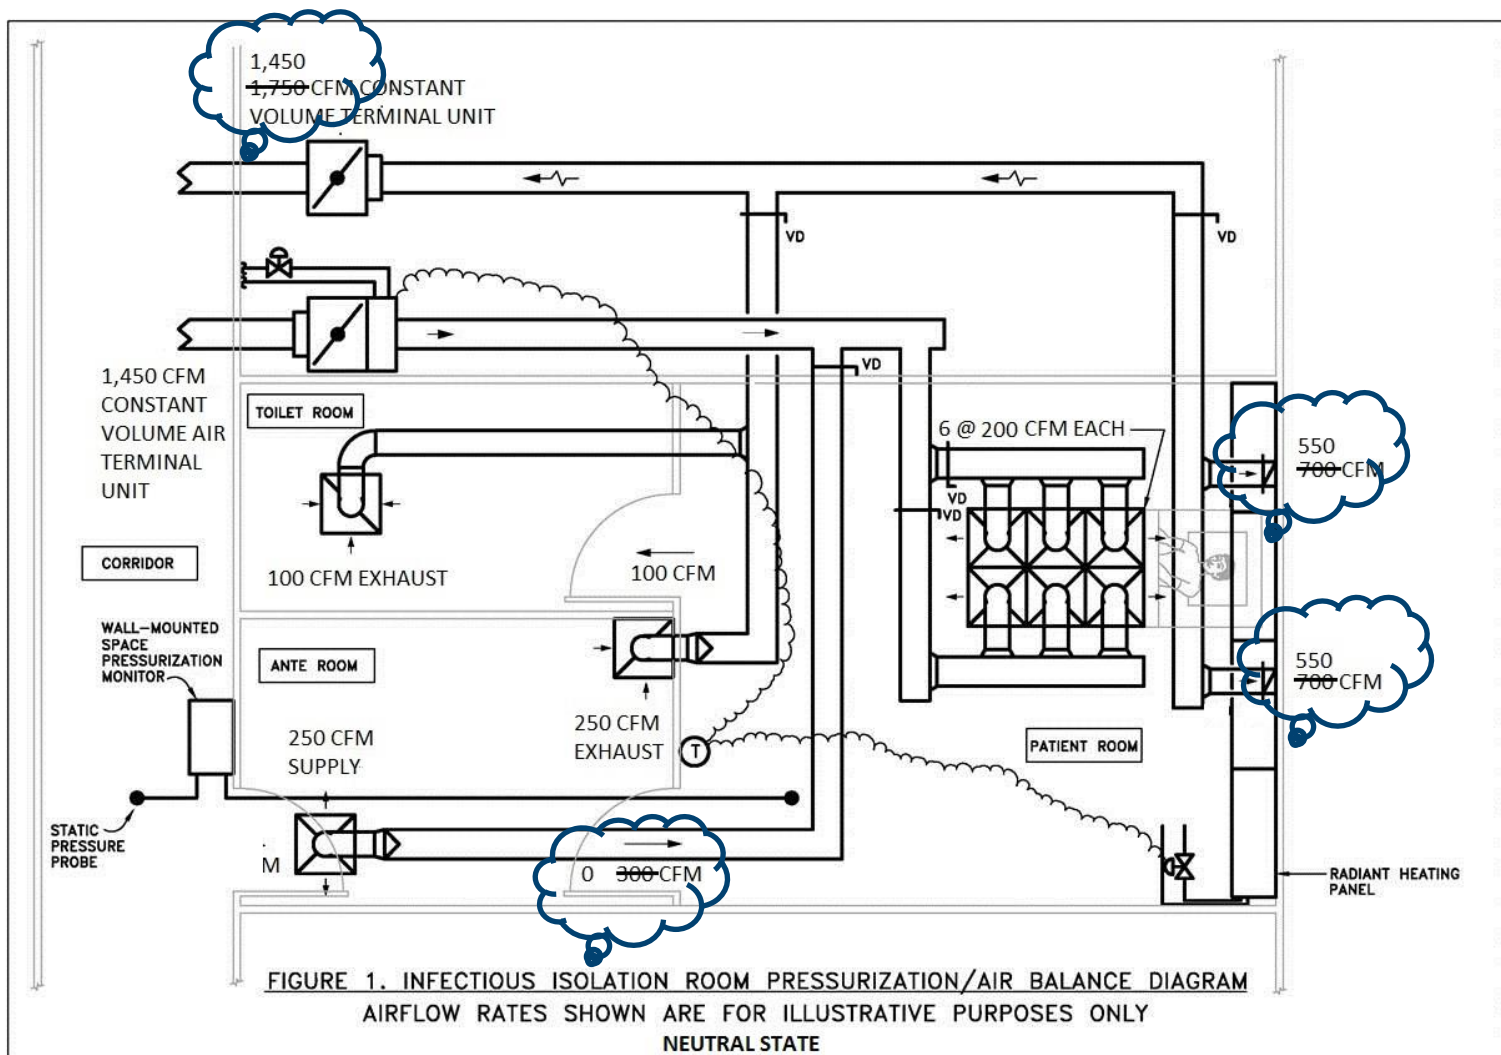 1,450
1,750 CFM CONSTANT
VOLUME TERMINAL UNIT
VD
VD
VD
1,450 CFM
CONSTANT
VOLUME AIR
TERMINAL
UNIT
TOILET ROOM
6 @ 200 CFM EACH
550
700 CFM
VD
VD
CORRIDOR
100 CFM EXHAUST
100 CFM
WALL-MOUNTED
SPACE
PRESSURIZATION
MONITOR
ANTE ROOM
550
700 CFM
250 CFM
SUPPLY
250 CFM
EXHAUST
T
PATIENT ROOM
STATIC
PRESSURE
PROBE
M
0 300 CFM
RADIANT HEATING
PANEL
FIGURE 1. INFECTIOUS ISOLATION ROOM PRESSURIZATION/AIR BALANCE DIAGRAM
AIRFLOW RATES SHOWN ARE FOR ILLUSTRATIVE PURPOSES ONLY
NEUTRAL STATE